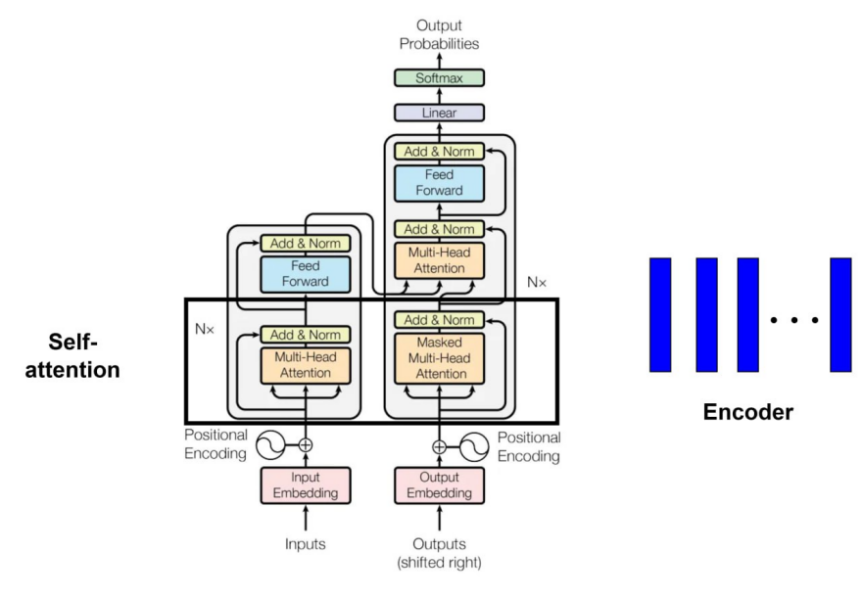 Output
Probabilities
Softmax
Linear
Add & Norm
Feed
Forward
Add & Norm
Multi-Head
Attention
N×
Add & Norm
Feed
Forward
N×
Add & Norm
Multi-Head
Attention
Add & Norm
Masked
Multi-Head
Attention
Self-
attention
Encoder
Positional
Encoding
Positional
Encoding
Input
Embedding
Output
Embedding
Inputs
Outputs
(shifted right)